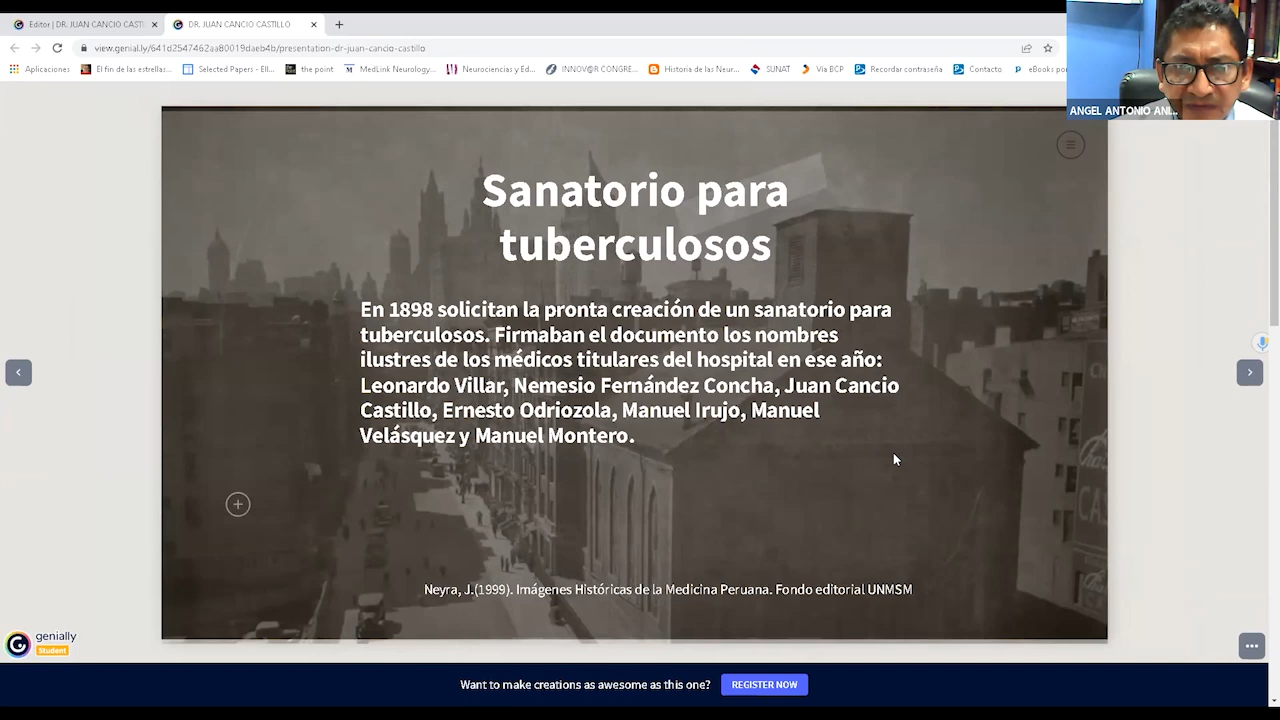 Editor | DR. JUAN CANCIO CASTI
DR. JUAN CANCIO CASTILLO
view.genial.ly/641d2547462aa80019daeb4b/presentation-dr-juan-cancio-castillo
Aplicaciones
El fin de las estrellas...
Selected Papers - Ell...
the point
MedLink Neurology...
Neurociencias y Ed...
INNOV@R CONGRE...
Historia de las Neur...
SUNAT
Vía BCP
Recordar contraseña
Contacto
eBooks po
ANGEL ANTONIO ANI...
Sanatorio para
tuberculosos
En 1898 solicitan la pronta creación de un sanatorio para
tuberculosos. Firmaban el documento los nombres
ilustres de los médicos titulares del hospital en ese año:
Leonardo Villar, Nemesio Fernández Concha, Juan Cancio
Castillo, Ernesto Odriozola, Manuel Irujo, Manuel
Velásquez y Manuel Montero.
Neyra, J.(1999). Imágenes Históricas de la Medicina Peruana. Fondo editorial UNMSM
genially
Student
Want to make creations as awesome as this one?
REGISTER NOW